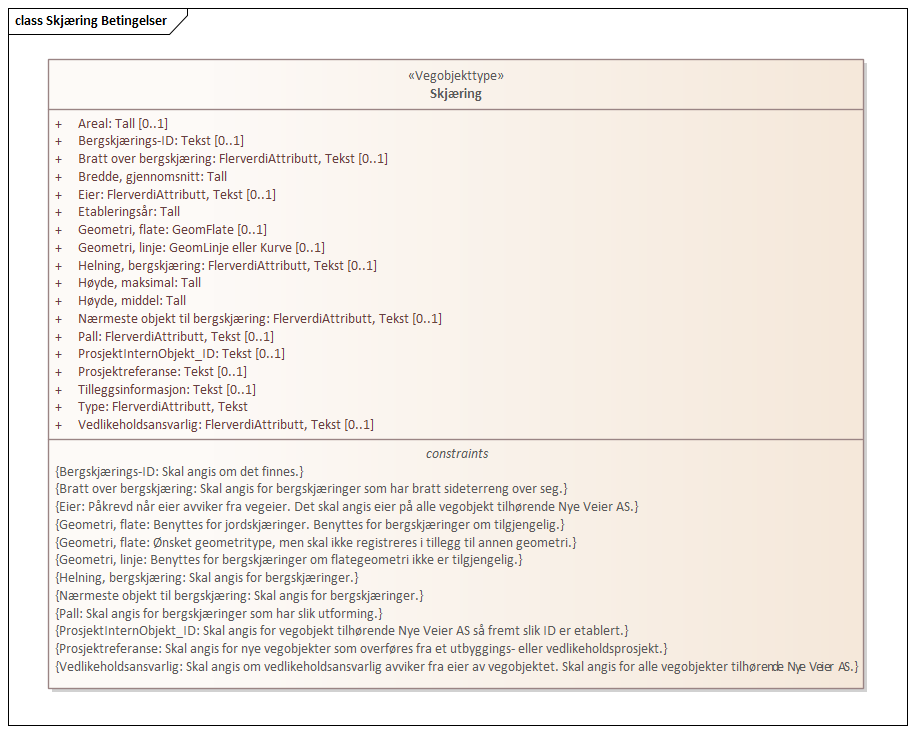 class Skjæring Betingelser
«Vegobjekttype»
Skjæring
+ Areal: Tall [0..1]
+ Bergskjærings-ID: Tekst [0..1]
+ Bratt over bergskjæring: FlerverdiAttributt, Tekst [0..1]
+ Bredde, gjennomsnitt: Tall
+ Eier: FlerverdiAttributt, Tekst [0..1]
+ Etableringsår: Tall
+ Geometri, flate: GeomFlate [0..1]
+ Geometri, linje: GeomLinje eller Kurve [0..1]
+ Helning, bergskjæring: FlerverdiAttributt, Tekst [0..1]
+ Høyde, maksimal: Tall
+ Høyde, middel: Tall
+ Nærmeste objekt til bergskjæring: FlerverdiAttributt, Tekst [0..1]
+ Pall: FlerverdiAttributt, Tekst [0..1]
+ ProsjektInternObjekt_ID: Tekst [0..1]
+ Prosjektreferanse: Tekst [0..1]
+ Tilleggsinformasjon: Tekst [0..1]
+ Type: FlerverdiAttributt, Tekst
+ Vedlikeholdsansvarlig: FlerverdiAttributt, Tekst [0..1]
constraints
{Bergskjærings-ID: Skal angis om det finnes.}
{Bratt over bergskjæring: Skal angis for bergskjæringer som har bratt sideterreng over seg.}
{Eier: Påkrevd når eier avviker fra vegeier. Det skal angis eier på alle vegobjekt tilhørende Nye Veier AS.}
{Geometri, flate: Benyttes for jordskjæringer. Benyttes for bergskjæringer om tilgjengelig.}
{Geometri, flate: Ønsket geometritype, men skal ikke registreres i tillegg til annen geometri.}
{Geometri, linje: Benyttes for bergskjæringer om flategeometri ikke er tilgjengelig.}
{Helning, bergskjæring: Skal angis for bergskjæringer.}
{Nærmeste objekt til bergskjæring: Skal angis for bergskjæringer.}
{Pall: Skal angis for bergskjæringer som har slik utforming.}
{ProsjektInternObjekt_ID: Skal angis for vegobjekt tilhørende Nye Veier AS så fremt slik ID er etablert.}
{Prosjektreferanse: Skal angis for nye vegobjekter som overføres fra et utbyggings- eller vedlikeholdsprosjekt.}
{Vedlikeholdsansvarlig: Skal angis om vedlikeholdsansvarlig avviker fra eier av vegobjektet. Skal angis for alle vegobjekter tilhørende Nye Veier AS.}